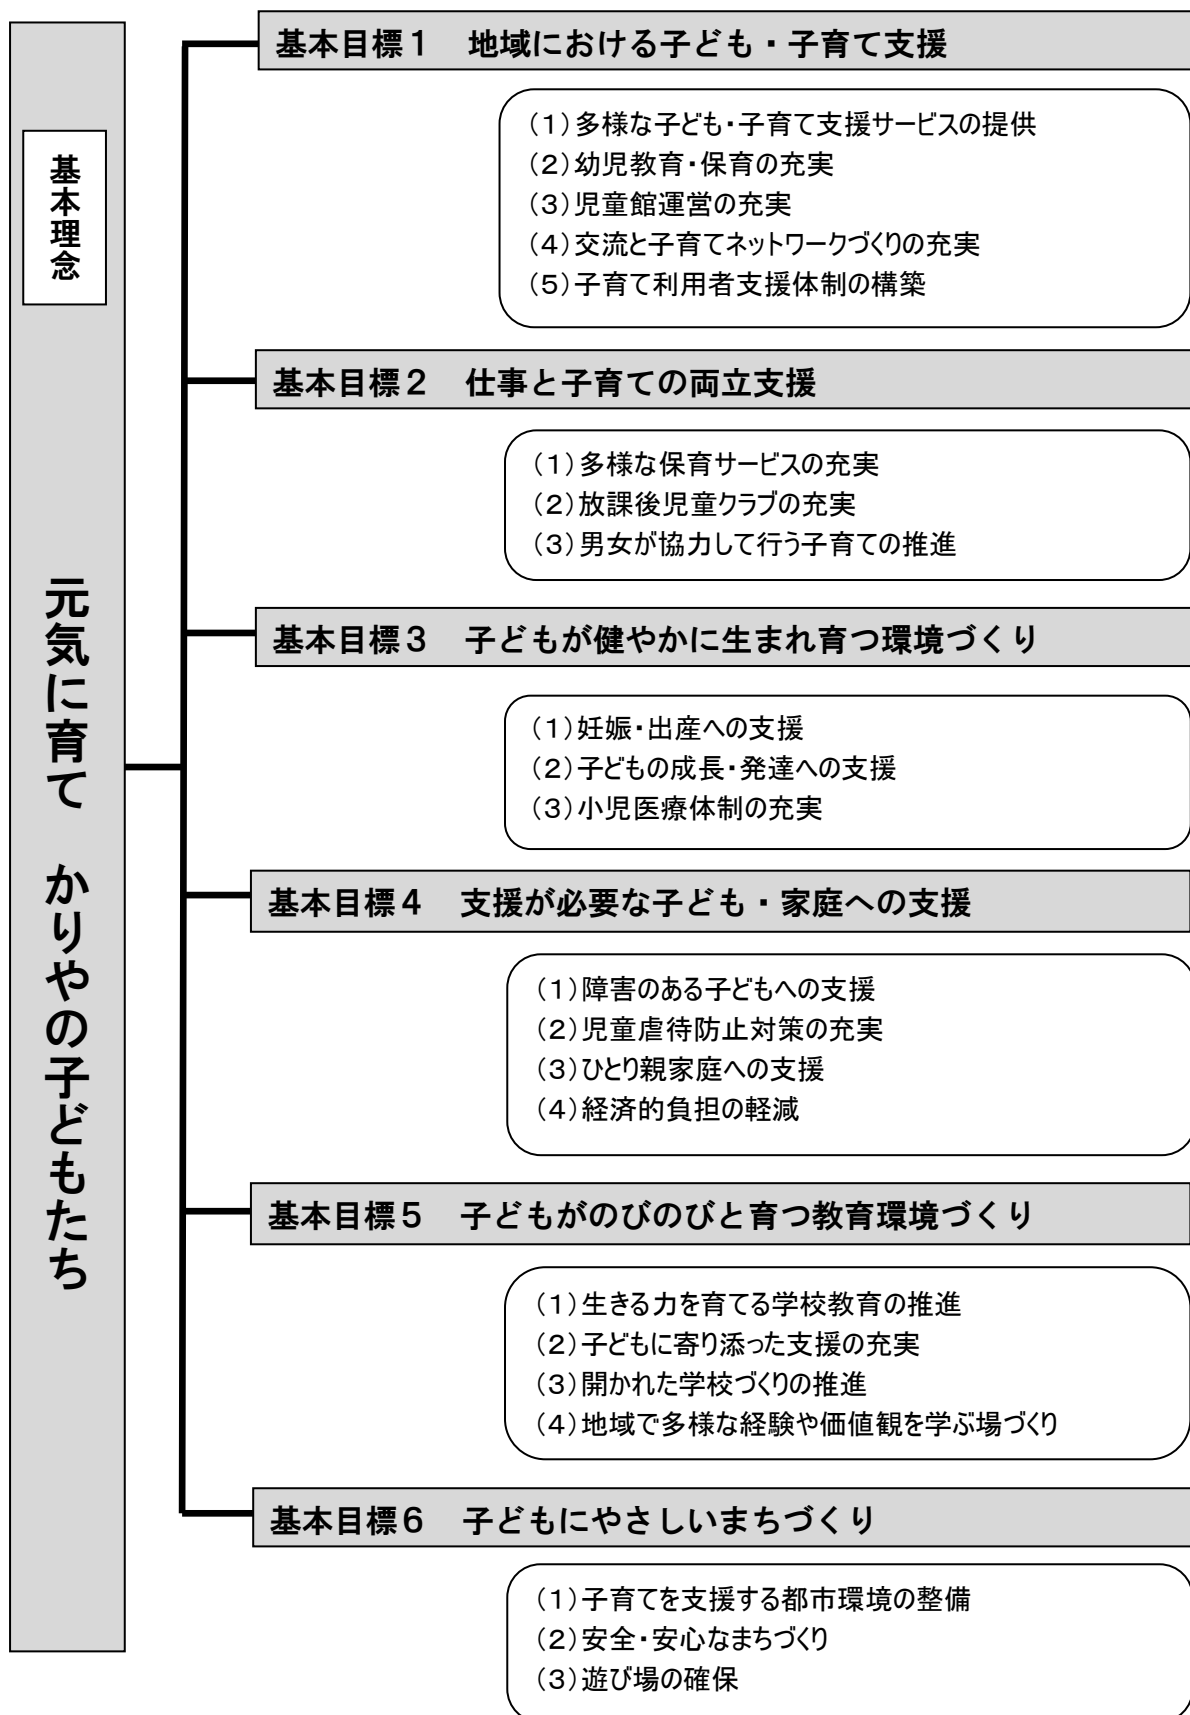 基本理念
元気に育て　かりやの子どもたち
基本目標１　地域における子ども・子育て支援
（１）多様な子ども・子育て支援サービスの提供
（２）幼児教育・保育の充実
（３）児童館運営の充実
（４）交流と子育てネットワークづくりの充実
（５）子育て利用者支援体制の構築
基本目標２　仕事と子育ての両立支援
（１）多様な保育サービスの充実
（２）放課後児童クラブの充実
（３）男女が協力して行う子育ての推進
基本目標３　子どもが健やかに生まれ育つ環境づくり
（１）妊娠・出産への支援
（２）子どもの成長・発達への支援
（３）小児医療体制の充実
基本目標４　支援が必要な子ども・家庭への支援
（１）障害のある子どもへの支援
（２）児童虐待防止対策の充実
（３）ひとり親家庭への支援
（４）経済的負担の軽減
基本目標５　子どもがのびのびと育つ教育環境づくり
（１）生きる力を育てる学校教育の推進
（２）子どもに寄り添った支援の充実
（３）開かれた学校づくりの推進
（４）地域で多様な経験や価値観を学ぶ場づくり
基本目標６　子どもにやさしいまちづくり
（１）子育てを支援する都市環境の整備
（２）安全・安心なまちづくり
（３）遊び場の確保